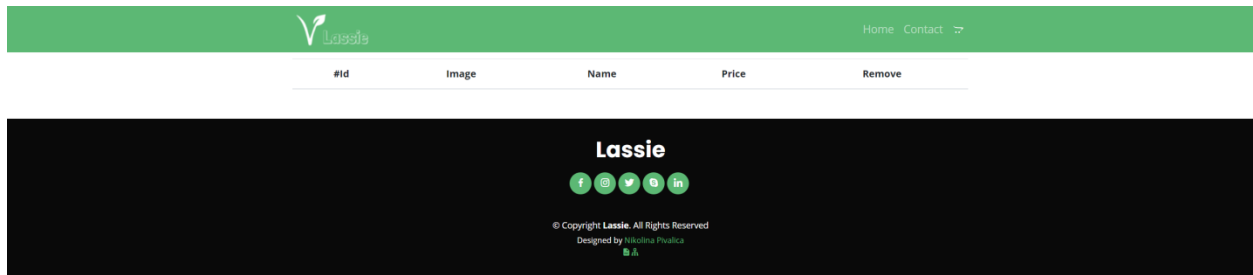 Lassie
Home Contact
#Id Image Name Price Remove
Lassie
© Copyright Lassie. All Rights Reserved
Designed by Nikolina Pivalica